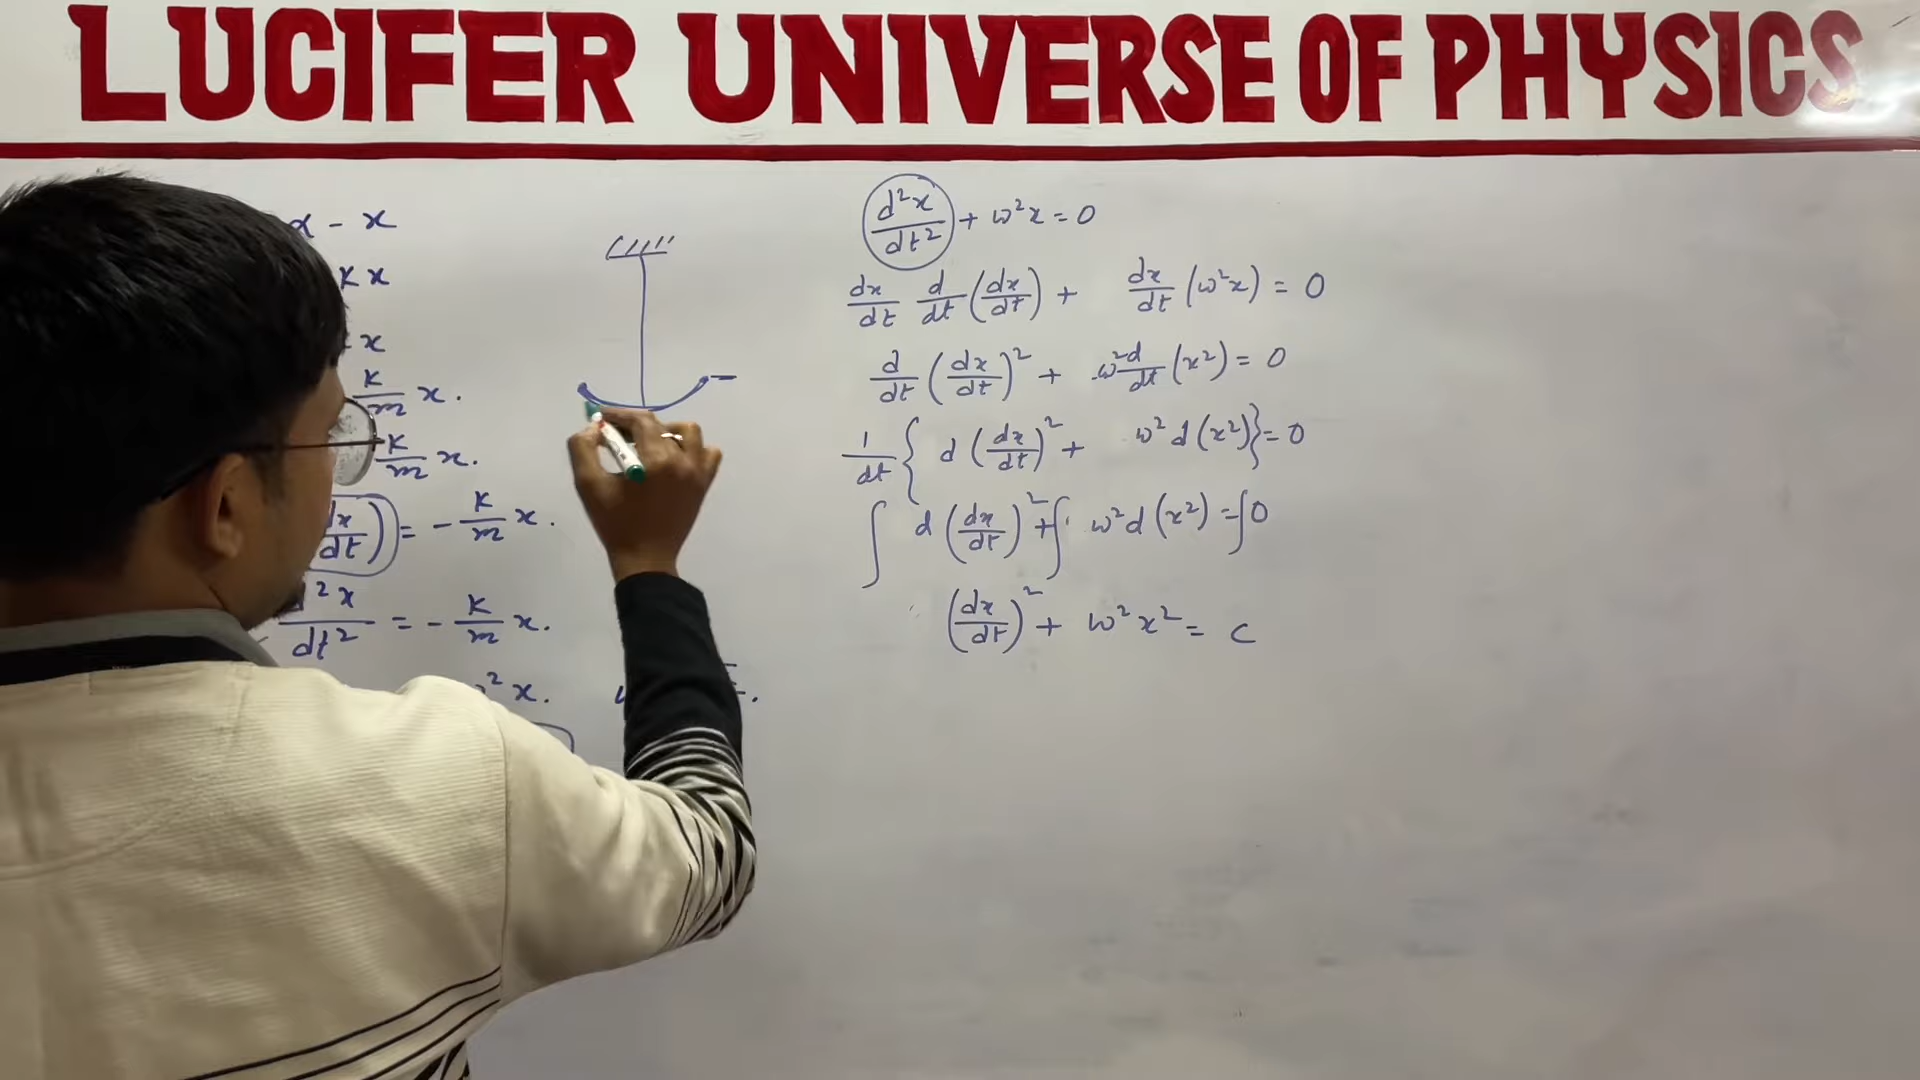 LUCIFER UNIVERSE OF PHYSICS
α - x
kx
x
k/m x.
k/m x.
dx/dt) = - k/m x.
d²x/dt² = - k/m x.
²x.
d²x/dt² + ω²x = 0
dx/dt d/dt (dx/dt) + dx/dt (ω²x) = 0
d/dt (dx/dt)² + ω² d/dt (x²) = 0
1/dt { d (dx/dt)² + ω² d (x²)} = 0
∫ d (dx/dt)² + ∫ ω² d (x²) = ∫0
(dx/dt)² + ω²x² = c